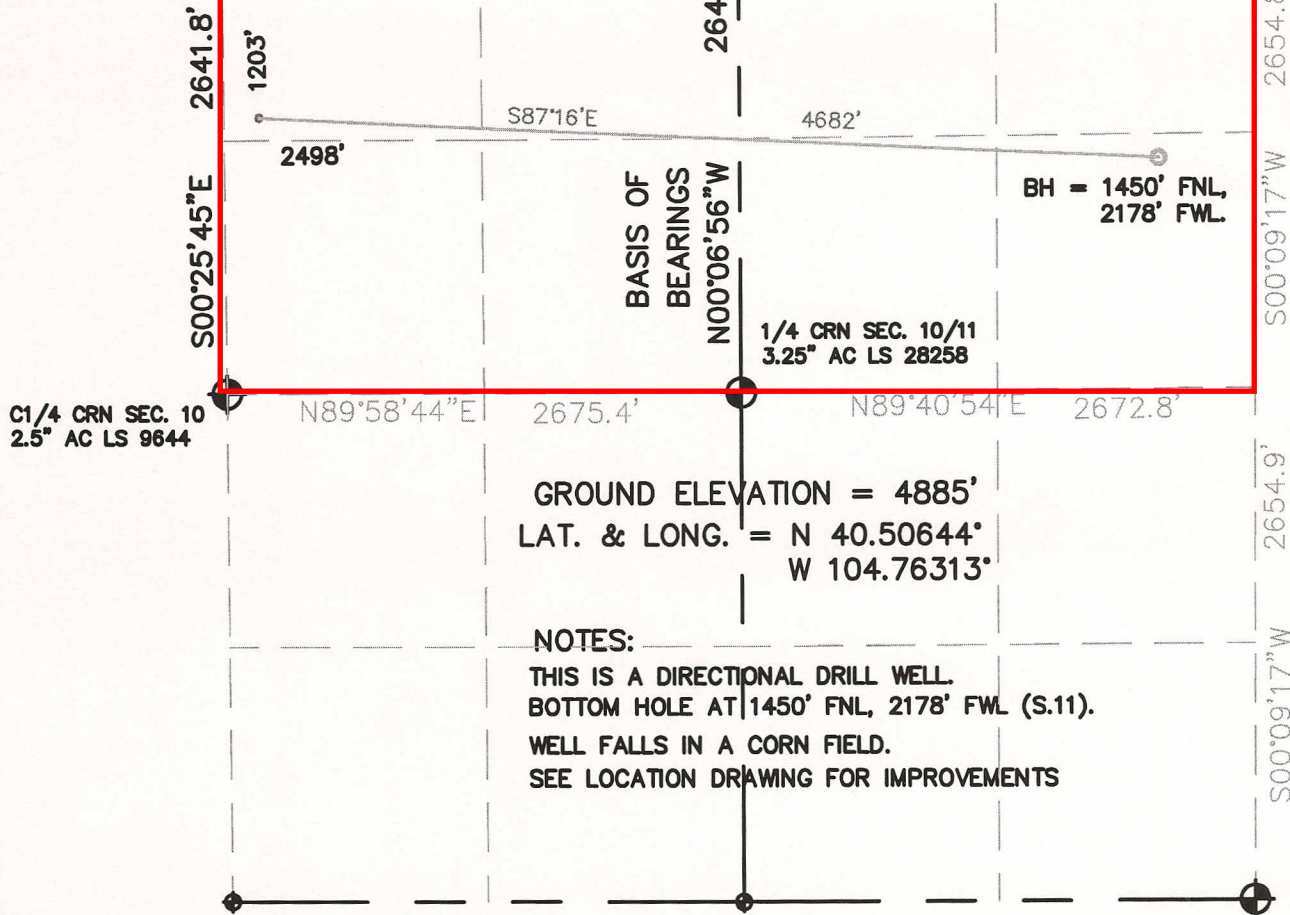 2641.8'
1203'
264
2654.8
S87°16'E
4682'
2498'
S00°25'45"E
BASIS OF
BEARINGS
N00°06'56"W
BH = 1450' FNL,
2178' FWL.
S00°09'17"W
1/4 CRN SEC. 10/11
3.25" AC LS 28258
C1/4 CRN SEC. 10
2.5" AC LS 9644
N89°58'44"E
2675.4'
N89°40'54"E
2672.8'
2654.9'
GROUND ELEVATION = 4885'
LAT. & LONG. = N 40.50644°
W 104.76313°
NOTES:
THIS IS A DIRECTIONAL DRILL WELL.
BOTTOM HOLE AT 1450' FNL, 2178' FWL (S.11).
WELL FALLS IN A CORN FIELD.
SEE LOCATION DRAWING FOR IMPROVEMENTS
S00°09'17"W